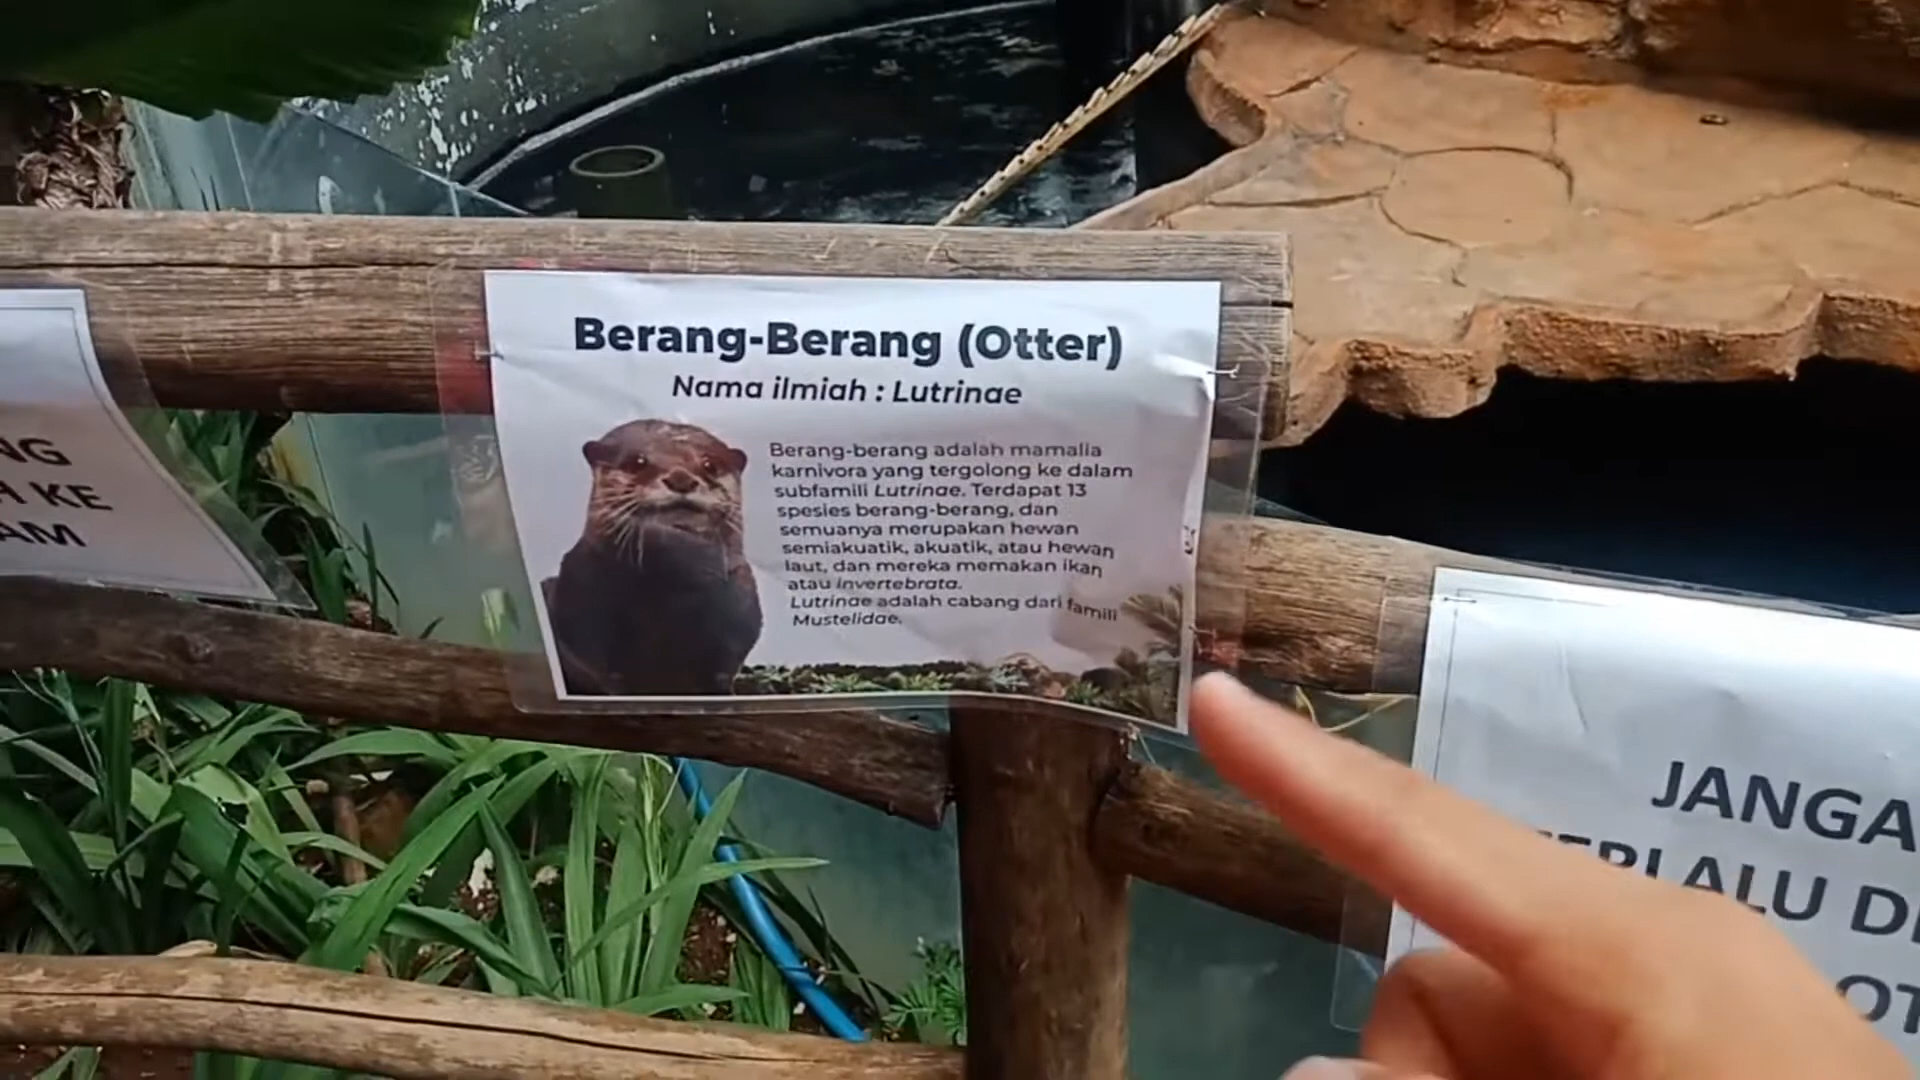 NG
KE
AM
Berang-Berang (Otter)
Nama ilmiah : Lutrinae
Berang-berang adalah mamalia
karnivora yang tergolong ke dalam
subfamili Lutrinae. Terdapat 13
spesies berang-berang, dan
semuanya merupakan hewan
semiakuatik, akuatik, atau hewan
laut, dan mereka memakan ikan
atau invertebrata.
Lutrinae adalah cabang dari famili
Mustelidae.
JANGA
ERLALU D
OT